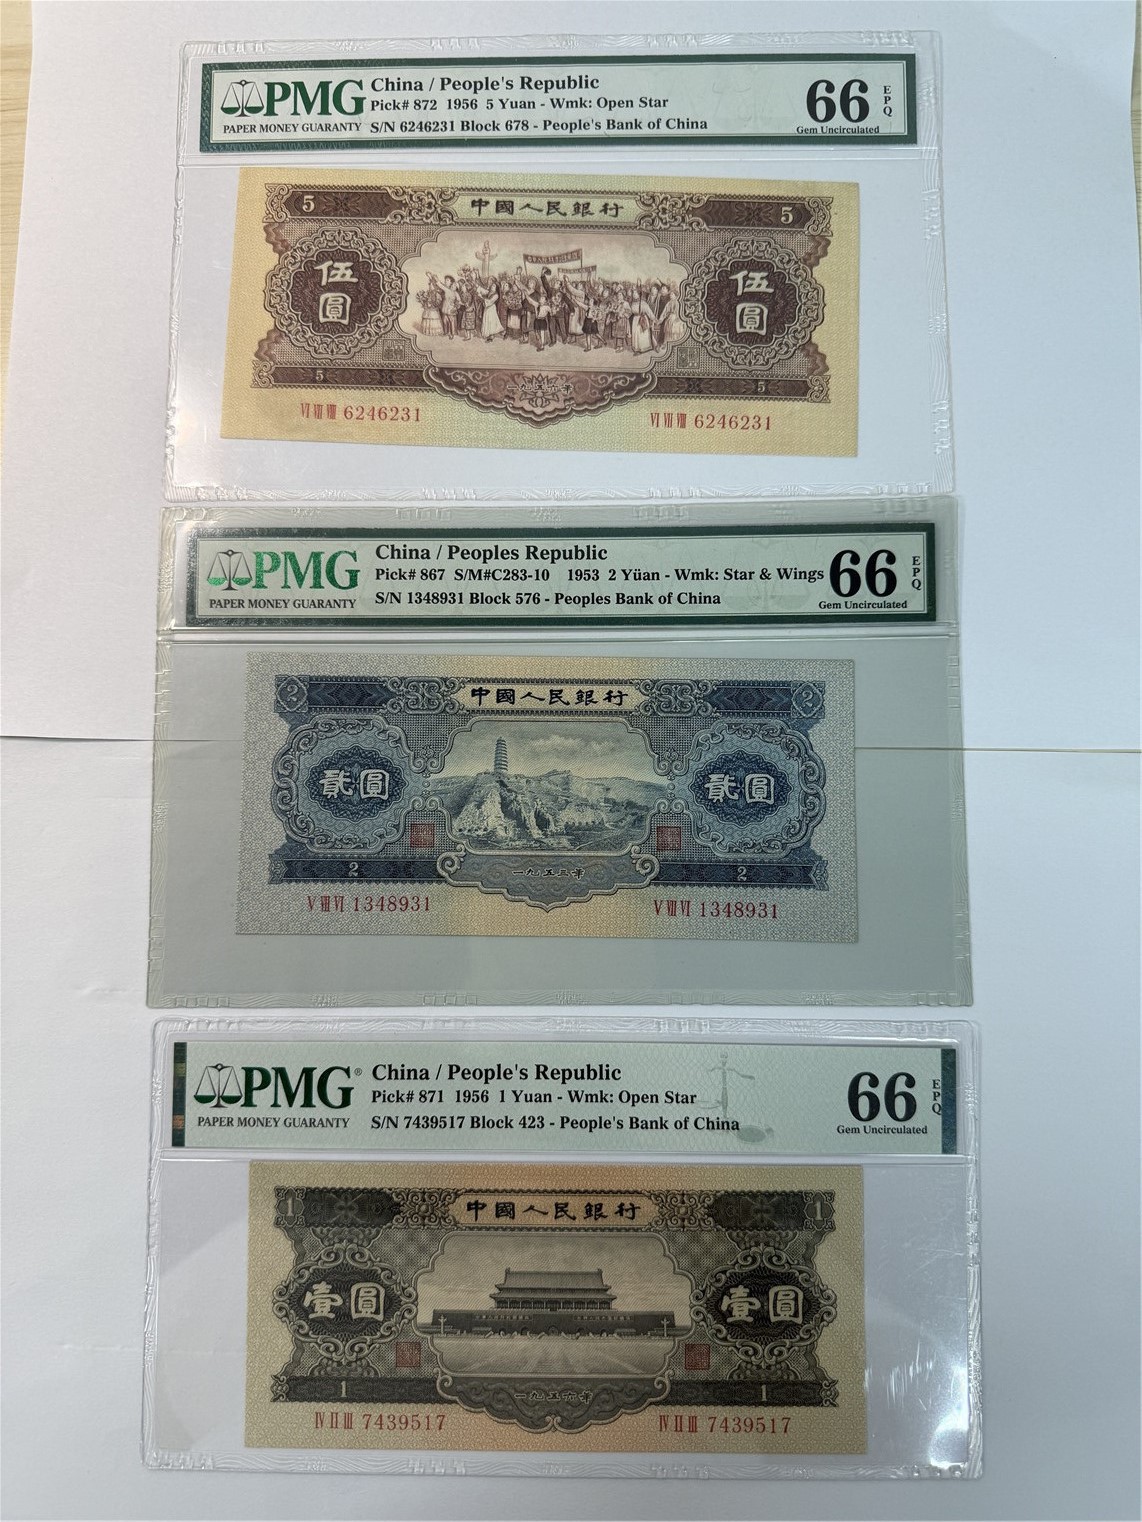 PMG
PAPER MONEY GUARANTY
China / People's Republic
Pick# 872 1956 5 Yuan - Wmk: Open Star
S/N 6246231 Block 678 - People's Bank of China
66 EPQ
Gem Uncirculated
5 中國人民銀行 5
伍圓 伍圓
5 一九五六年 5
Ⅵ Ⅶ Ⅷ 6246231 Ⅵ Ⅶ Ⅷ 6246231
PMG
PAPER MONEY GUARANTY
China / Peoples Republic
Pick# 867 S/M#C283-10 1953 2 Yüan - Wmk: Star & Wings
S/N 1348931 Block 576 - Peoples Bank of China
66 EPQ
Gem Uncirculated
2 中國人民銀行 2
貳圓 貳圓
2 一九五三年 2
Ⅴ Ⅶ Ⅵ 1348931 Ⅴ Ⅶ Ⅵ 1348931
PMG®
PAPER MONEY GUARANTY
China / People's Republic
Pick# 871 1956 1 Yuan - Wmk: Open Star
S/N 7439517 Block 423 - People's Bank of China
66 EPQ
Gem Uncirculated
1 中國人民銀行 1
壹圓 壹圓
1 一九五六年 1
Ⅳ Ⅱ Ⅲ 7439517 Ⅳ Ⅱ Ⅲ 7439517